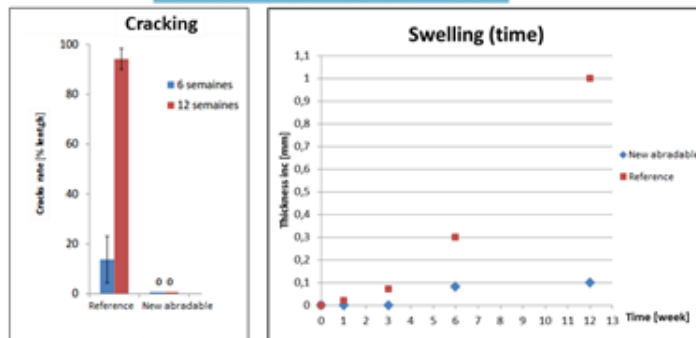 Cracking
Cracks rate [% lentgh]
100
80
60
40
20
0
6 semaines
12 semaines
0 0
Reference New abradable
Swelling (time)
Thickness inc [mm]
1,1
1
0,9
0,8
0,7
0,6
0,5
0,4
0,3
0,2
0,1
0
0 1 2 3 4 5 6 7 8 9 10 11 12 13
Time [week]
New abradable
Reference